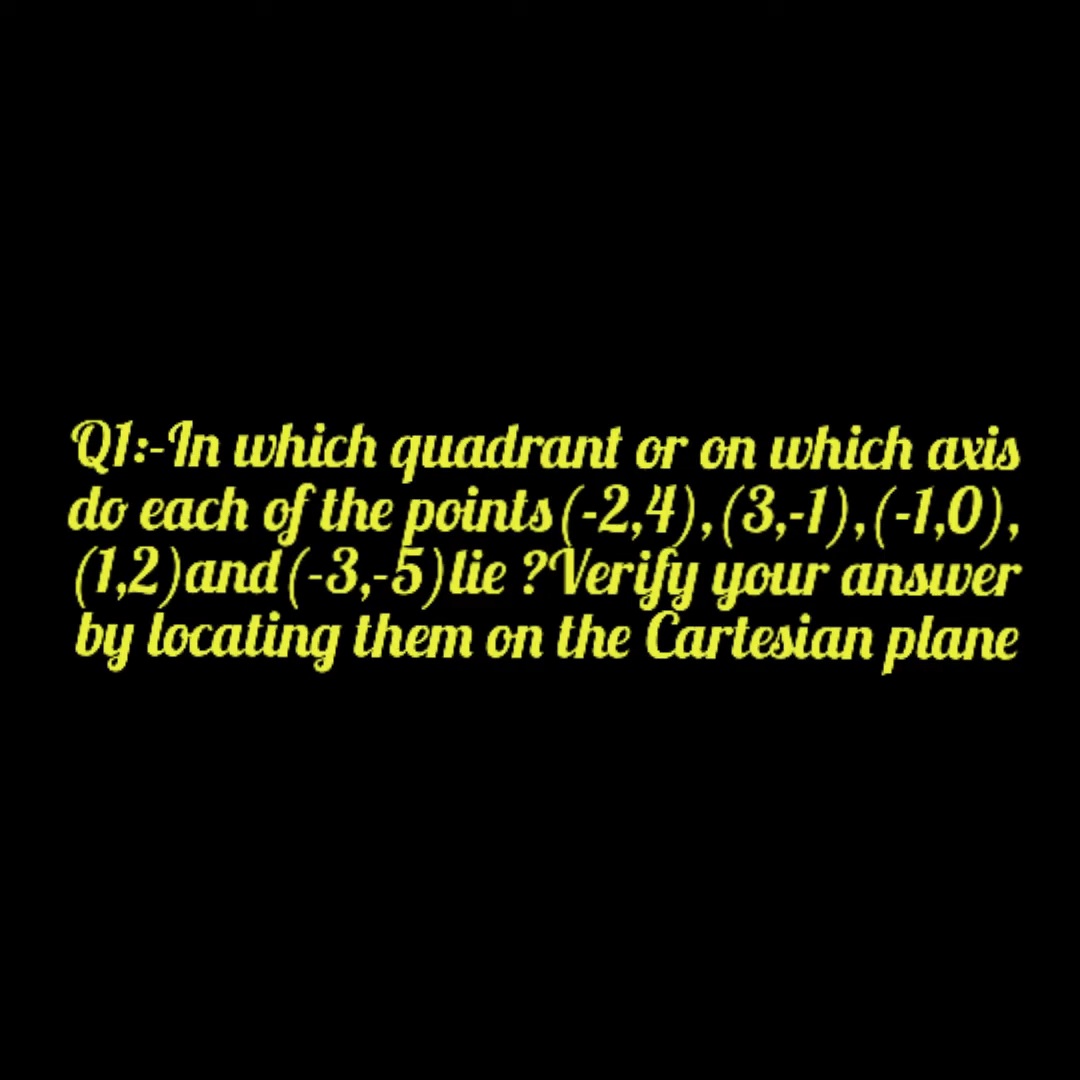 Q1:-In which quadrant or on which axis
do each of the points(-2,4),(3,-1),(-1,0),
(1,2)and(-3,-5)lie ?Verify your answer
by locating them on the Cartesian plane